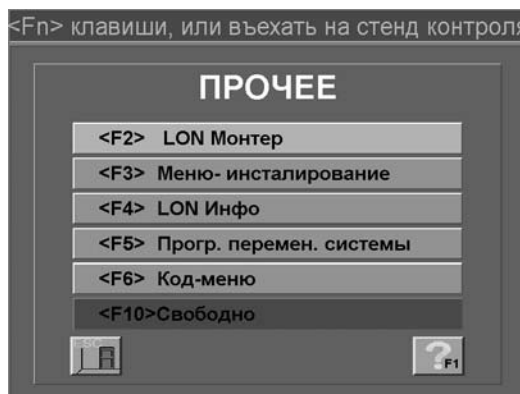 <Fn> клавиши, или въехать на стенд контроля
ПРОЧЕЕ
<F2> LON Монтер
<F3> Меню- инсталирование
<F4> LON Инфо
<F5> Прогр. перемен. системы
<F6> Код-меню
<F10>Свободно
ESC
? F1